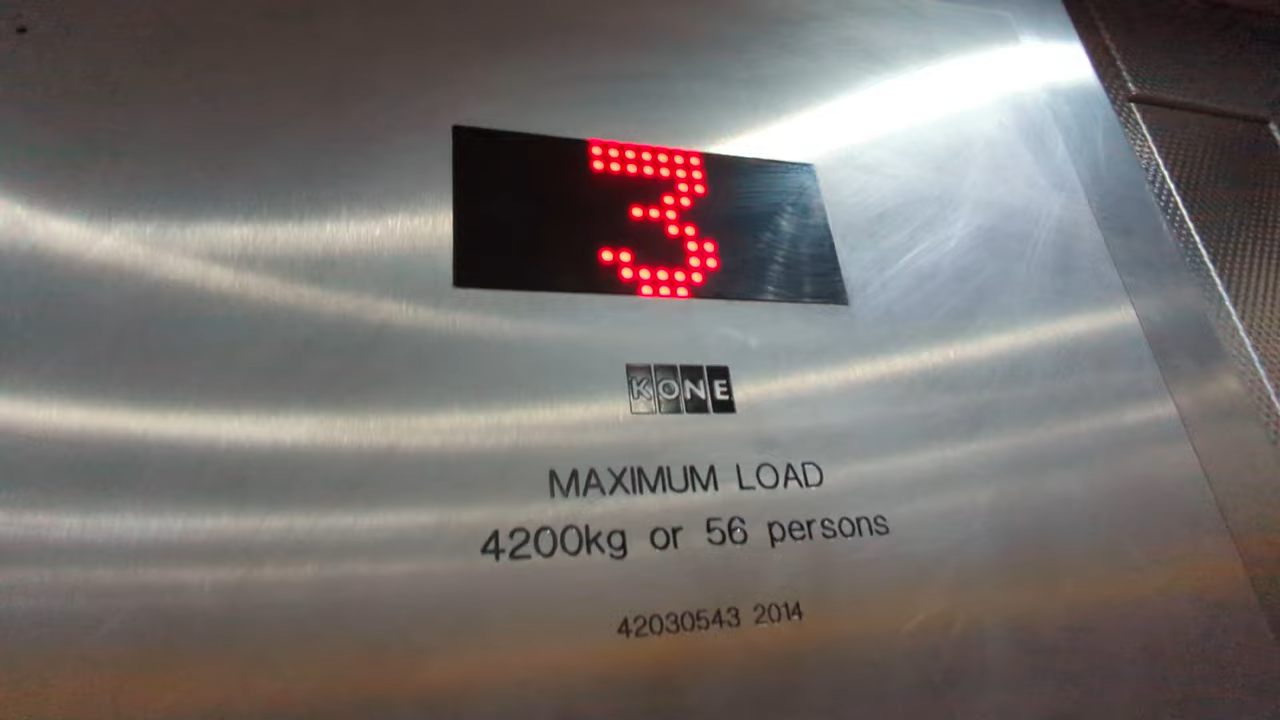 3
KONE
MAXIMUM LOAD
4200kg or 56 persons
42030543 2014